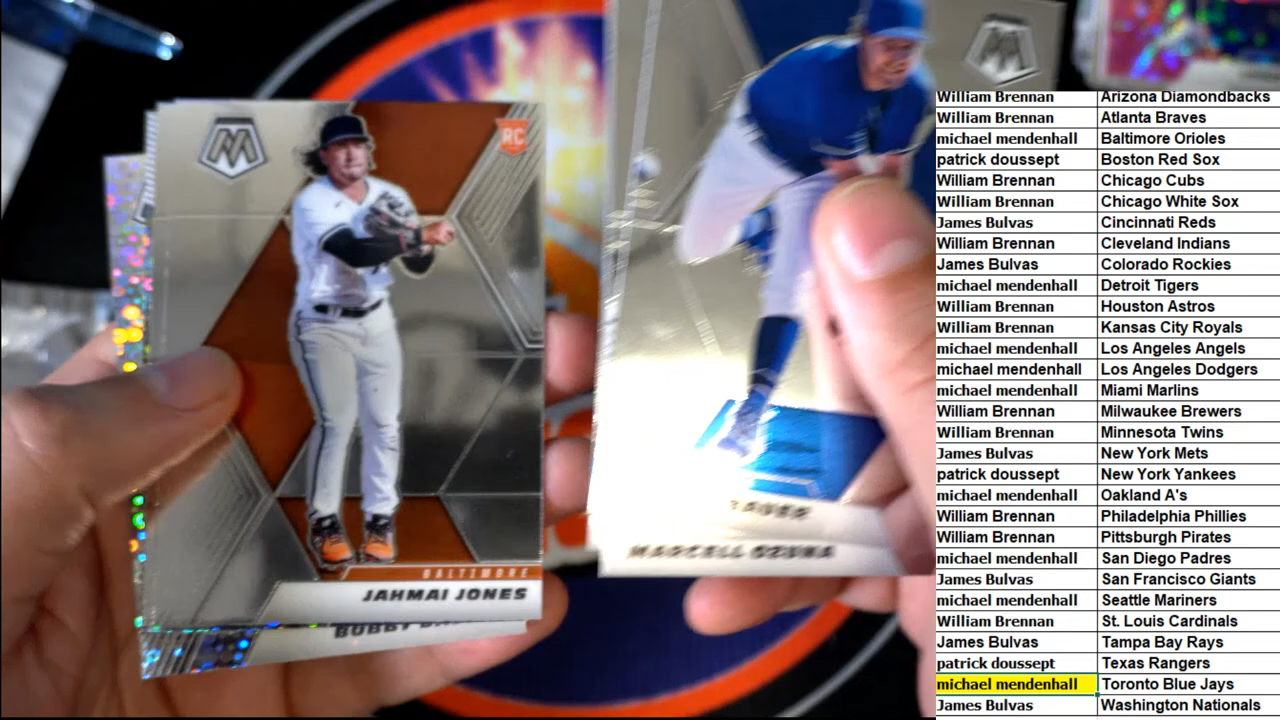 RC
BALTIMORE
JAHMAI JONES
BOBBY
MARCELL OZUNA
William Brennan Arizona Diamondbacks
William Brennan Atlanta Braves
michael mendenhall Baltimore Orioles
patrick doussept Boston Red Sox
William Brennan Chicago Cubs
William Brennan Chicago White Sox
James Bulvas Cincinnati Reds
William Brennan Cleveland Indians
James Bulvas Colorado Rockies
michael mendenhall Detroit Tigers
William Brennan Houston Astros
William Brennan Kansas City Royals
michael mendenhall Los Angeles Angels
michael mendenhall Los Angeles Dodgers
michael mendenhall Miami Marlins
William Brennan Milwaukee Brewers
William Brennan Minnesota Twins
James Bulvas New York Mets
patrick doussept New York Yankees
michael mendenhall Oakland A's
William Brennan Philadelphia Phillies
William Brennan Pittsburgh Pirates
michael mendenhall San Diego Padres
James Bulvas San Francisco Giants
michael mendenhall Seattle Mariners
William Brennan St. Louis Cardinals
James Bulvas Tampa Bay Rays
patrick doussept Texas Rangers
michael mendenhall Toronto Blue Jays
James Bulvas Washington Nationals